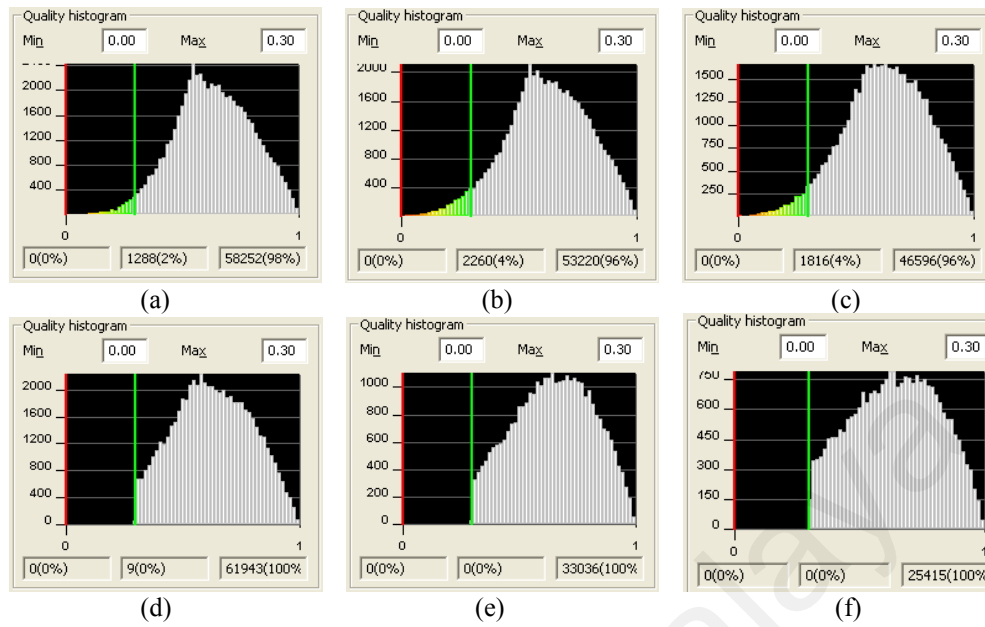 Quality histogram
Min 0.00 Max 0.30
2400
2000
1600
1200
800
400
0 1
0(0%) 1288(2%) 58252(98%)
(a)
Quality histogram
Min 0.00 Max 0.30
2000
1600
1200
800
400
0 1
0(0%) 2260(4%) 53220(96%)
(b)
Quality histogram
Min 0.00 Max 0.30
1500
1250
1000
750
500
250
0 1
0(0%) 1816(4%) 46596(96%)
(c)
Quality histogram
Min 0.00 Max 0.30
2000
1600
1200
800
400
0
0 1
0(0%) 9(0%) 61943(100%
(d)
Quality histogram
Min 0.00 Max 0.30
1000
800
600
400
200
0
0 1
0(0%) 0(0%) 33036(100%
(e)
Quality histogram
Min 0.00 Max 0.30
750
600
450
300
150
0
0 1
0(0%) 0(0%) 25415(100%
(f)